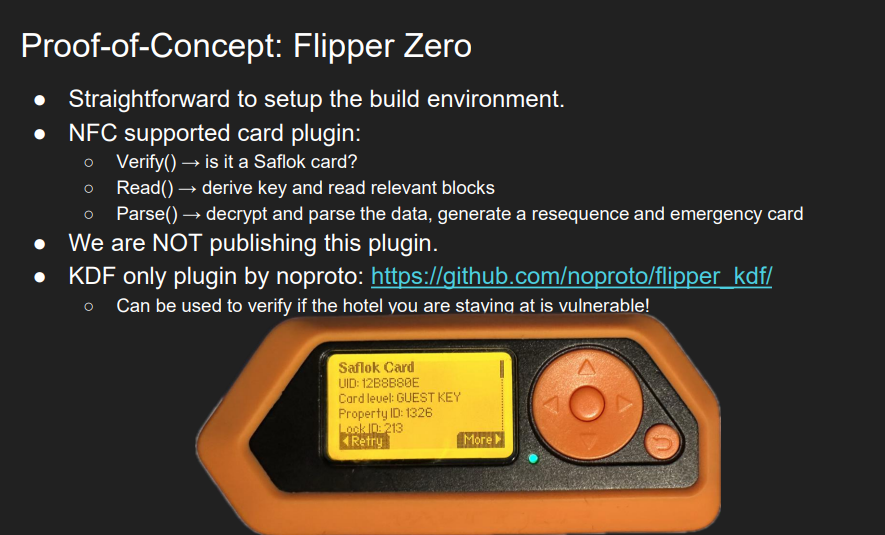 Proof-of-Concept: Flipper Zero
● Straightforward to setup the build environment.
● NFC supported card plugin:
○ Verify() → is it a Saflok card?
○ Read() → derive key and read relevant blocks
○ Parse() → decrypt and parse the data, generate a resequence and emergency card
● We are NOT publishing this plugin.
● KDF only plugin by noproto: https://github.com/noproto/flipper_kdf/
○ Can be used to verify if the hotel you are staying at is vulnerable!
Saflok Card
UID: 12B8B80E
Card level: GUEST KEY
Property ID: 1326
Lock ID: 213
Retry
More